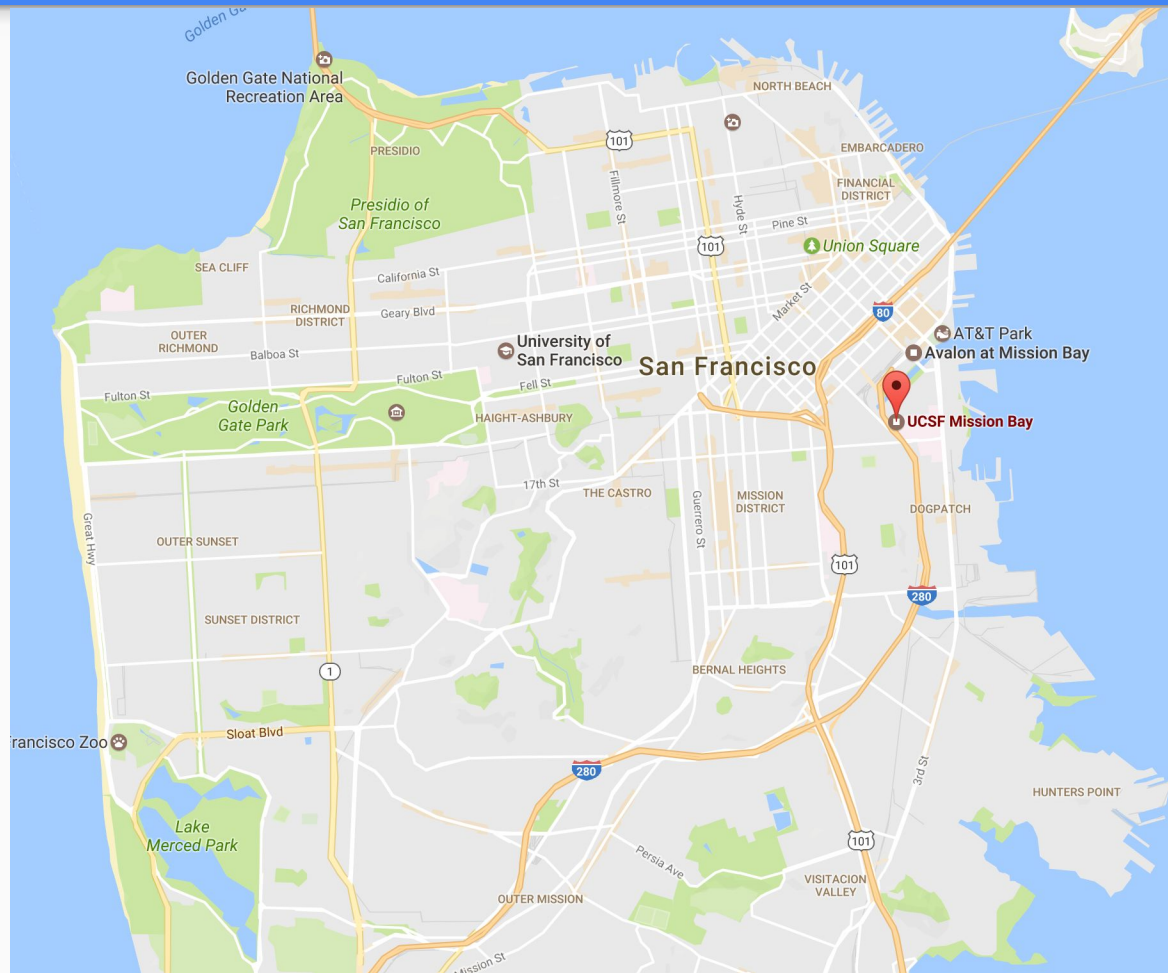 Golden Ga
Golden Gate National
Recreation Area
NORTH BEACH
PRESIDIO
101
EMBARCADERO
Fillmore St
FINANCIAL
DISTRICT
Presidio of
San Francisco
Hyde St
Pine St
101
Union Square
SEA CLIFF
California St
Market St
RICHMOND
DISTRICT
Geary Blvd
80
OUTER
RICHMOND
AT&T Park
University of
San Francisco
Balboa St
Avalon at Mission Bay
San Francisco
Fulton St
Fell St
Fulton St
Golden
Gate Park
HAIGHT-ASHBURY
UCSF Mission Bay
17th St
THE CASTRO
Guerrero St
MISSION
DISTRICT
DOGPATCH
Great Hwy
OUTER SUNSET
101
280
SUNSET DISTRICT
1
BERNAL HEIGHTS
Sloat Blvd
Francisco Zoo
280
3rd St
HUNTERS POINT
Lake
Merced Park
101
Persia Ave
VISITACION
VALLEY
OUTER MISSION
Mission St